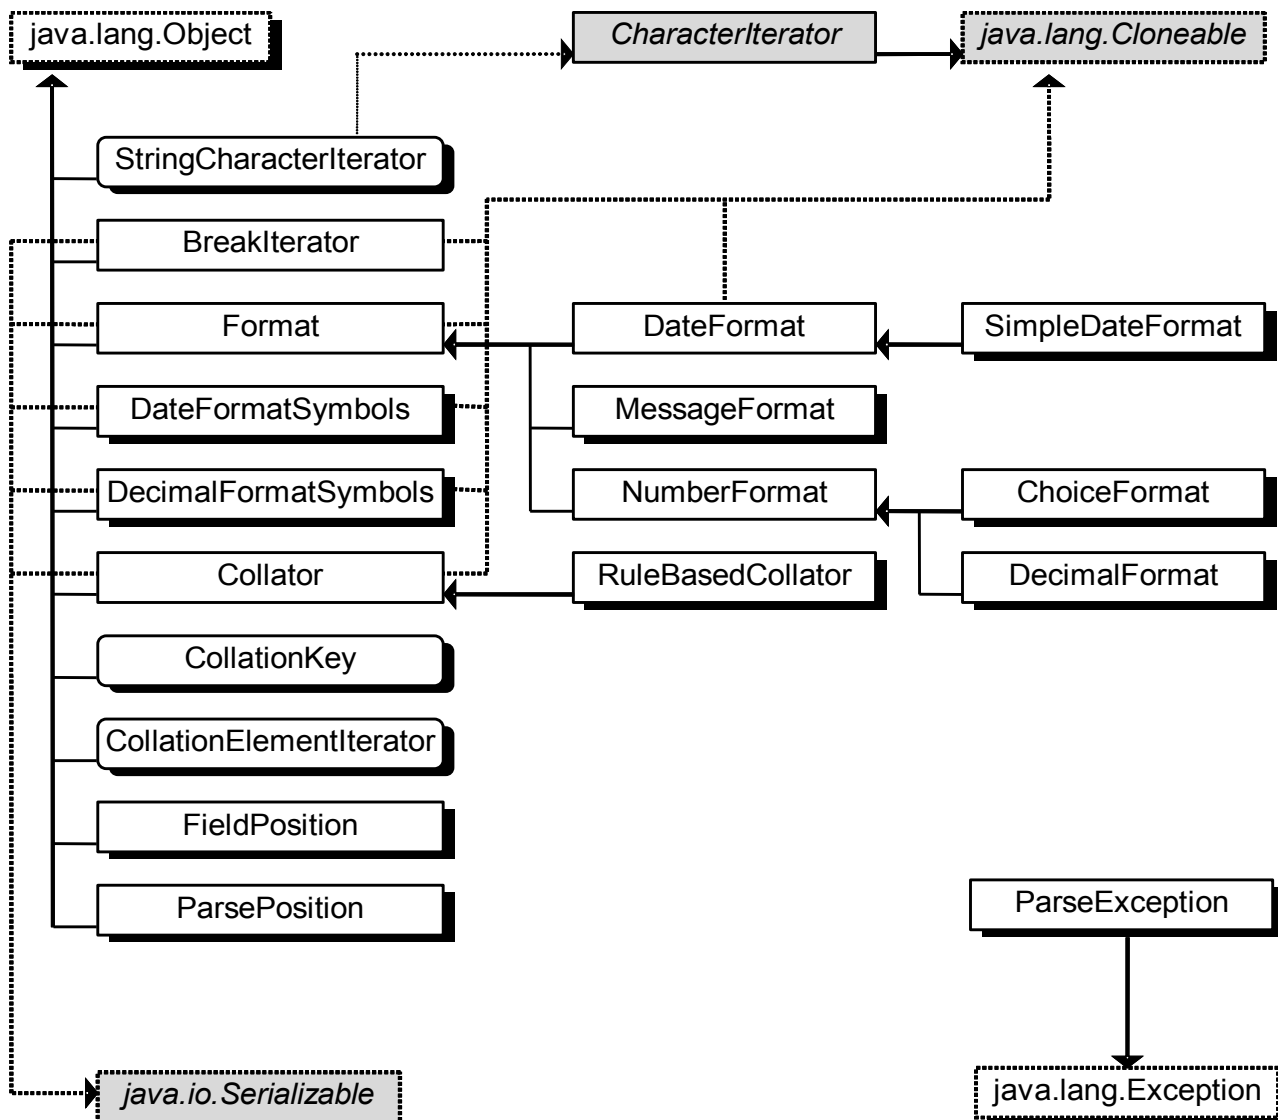 java.lang.Object
CharacterIterator
java.lang.Cloneable
StringCharacterIterator
BreakIterator
Format
DateFormat
SimpleDateFormat
DateFormatSymbols
MessageFormat
DecimalFormatSymbols
NumberFormat
ChoiceFormat
Collator
RuleBasedCollator
DecimalFormat
CollationKey
CollationElementIterator
FieldPosition
ParsePosition
ParseException
java.io.Serializable
java.lang.Exception